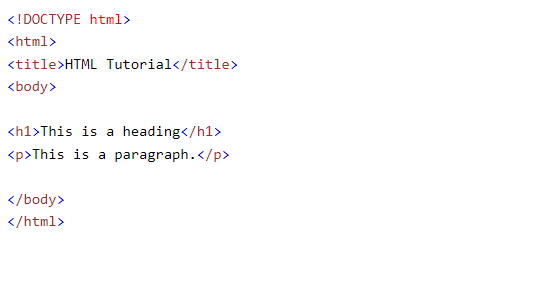 <!DOCTYPE html>
<html>
<title>HTML Tutorial</title>
<body>
<h1>This is a heading</h1>
<p>This is a paragraph.</p>
</body>
</html>